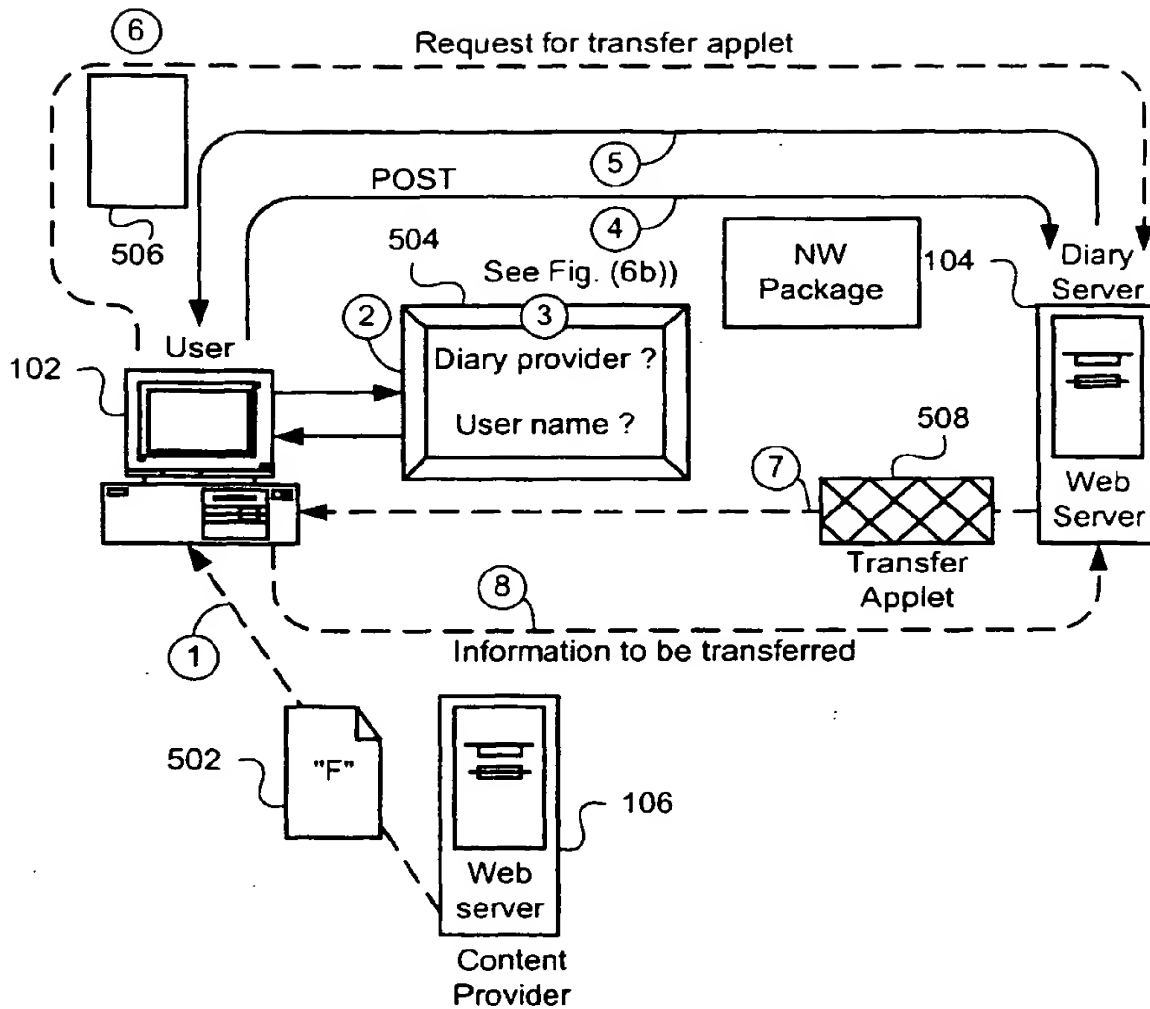 6
Request for transfer applet
5
POST
4
506
504
See Fig. (6b))
NW
Package
104
Diary
Server
2
3
User
102
Diary provider ?
User name ?
508
7
Web
Server
Transfer
Applet
8
1
Information to be transferred
502
"F"
106
Web
server
Content
Provider